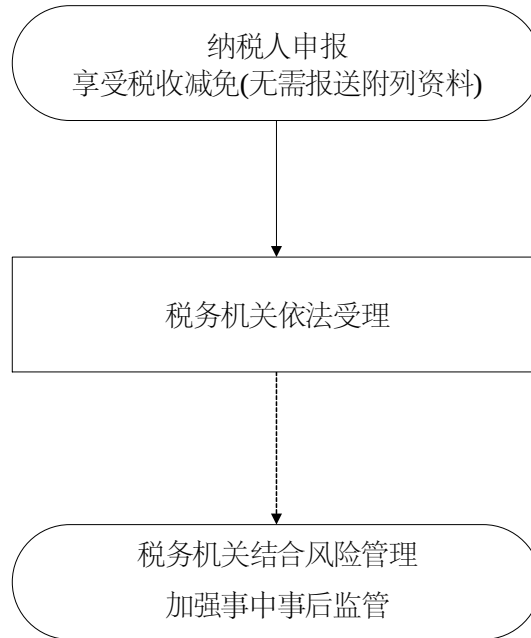 纳税人申报
享受税收减免(无需报送附列资料)
税务机关依法受理
税务机关结合风险管理
加强事中事后监管